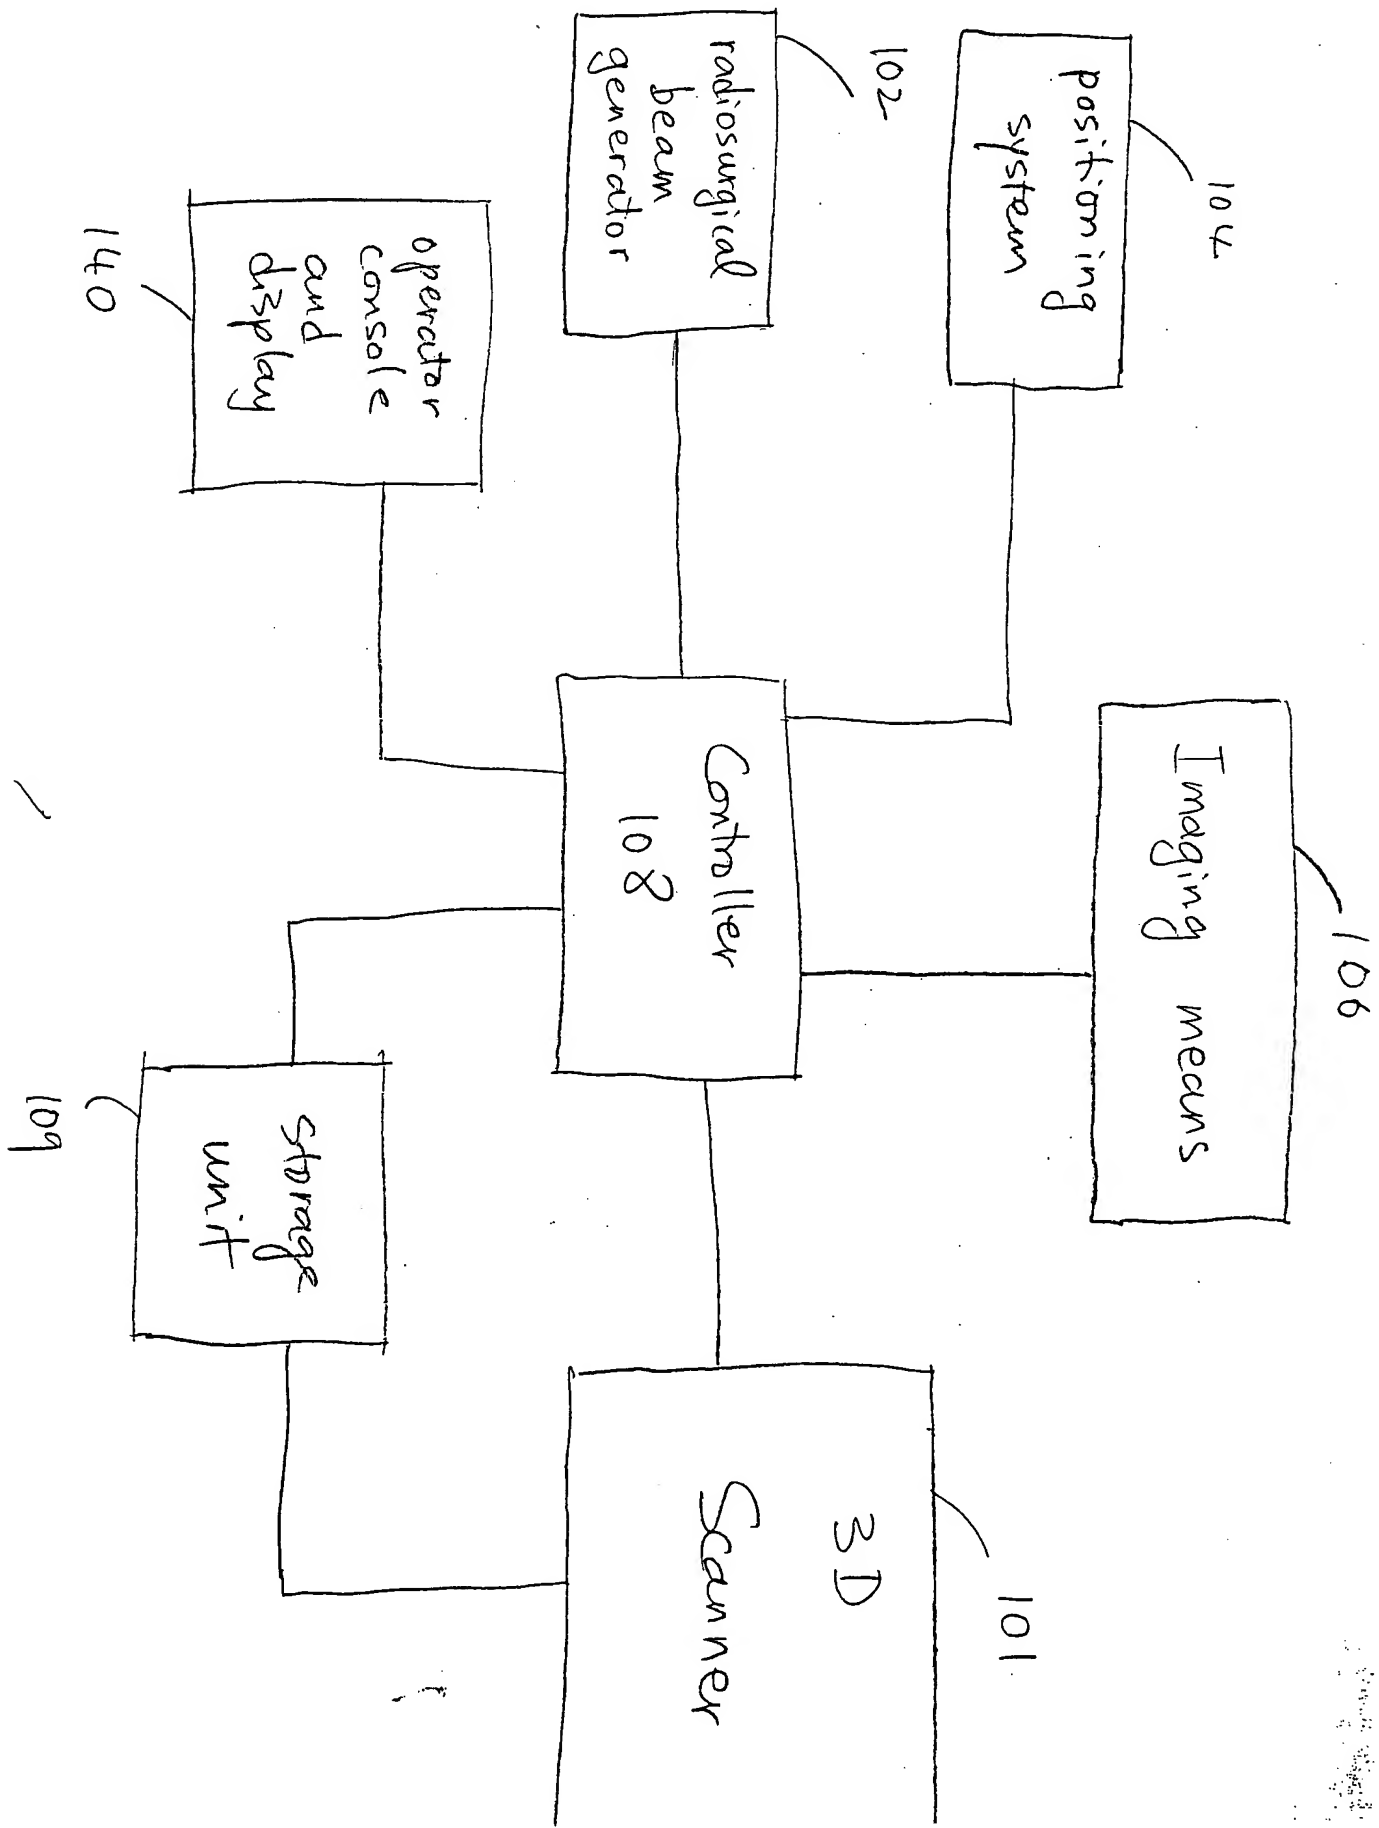 106
Imaging means
104
positioning
system
102
radiosurgical
beam
generator
Controller
108
101
3D
Scanner
operator
console
and
display
140
storage
unit
109